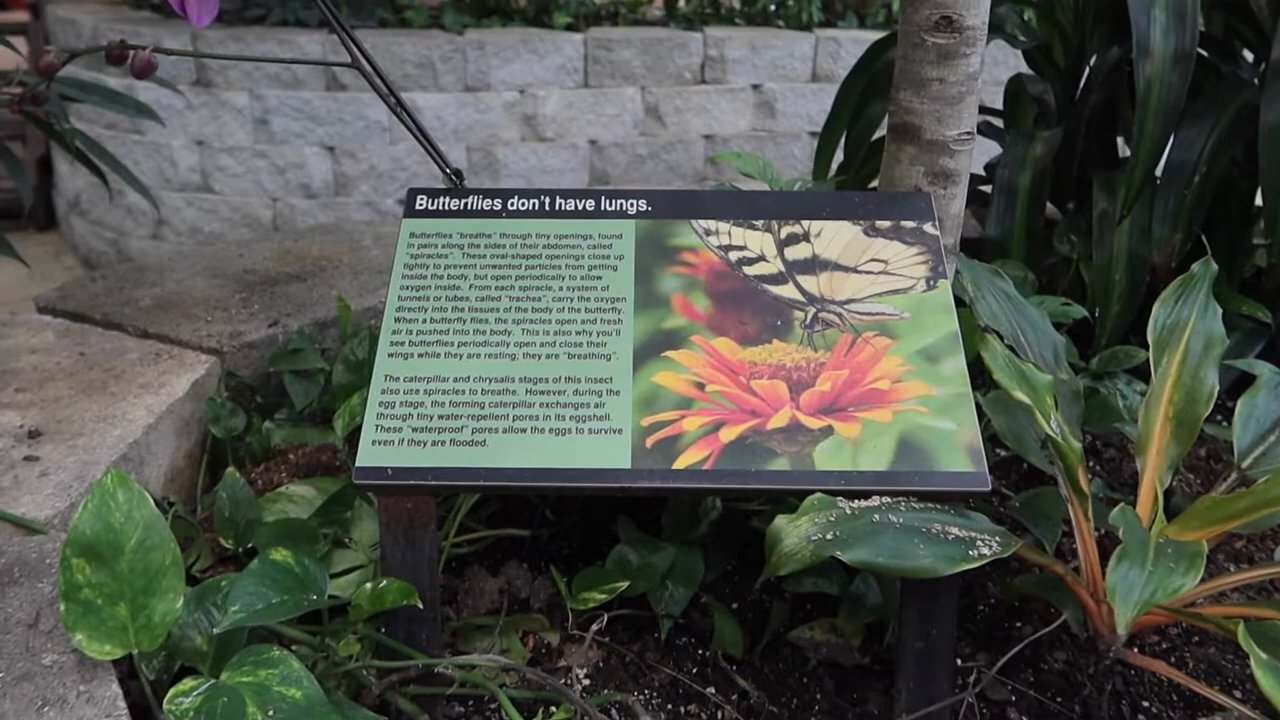 Butterflies don't have lungs.
Butterflies "breathe" through tiny openings, found
in pairs along the sides of their abdomen, called
"spiracles". These oval-shaped openings close up
tightly to prevent unwanted particles from getting
inside the body, but open periodically to allow
oxygen inside. From each spiracle, a system of
tunnels or tubes, called "trachea", carry the oxygen
directly into the tissues of the body of the butterfly.
When a butterfly flies, the spiracles open and fresh
air is pushed into the body. This is also why you'll
see butterflies periodically open and close their
wings while they are resting; they are "breathing".
The caterpillar and chrysalis stages of this insect
also use spiracles to breathe. However, during the
egg stage, the forming caterpillar exchanges air
through tiny water-repellent pores in its eggshell.
These "waterproof" pores allow the eggs to survive
even if they are flooded.